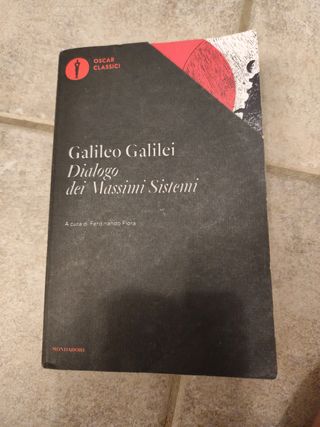 OSCAR
CLASSICI
Galileo Galilei
Dialogo
dei Massimi Sistemi
A cura di Ferdinando Flora
MONDADORI